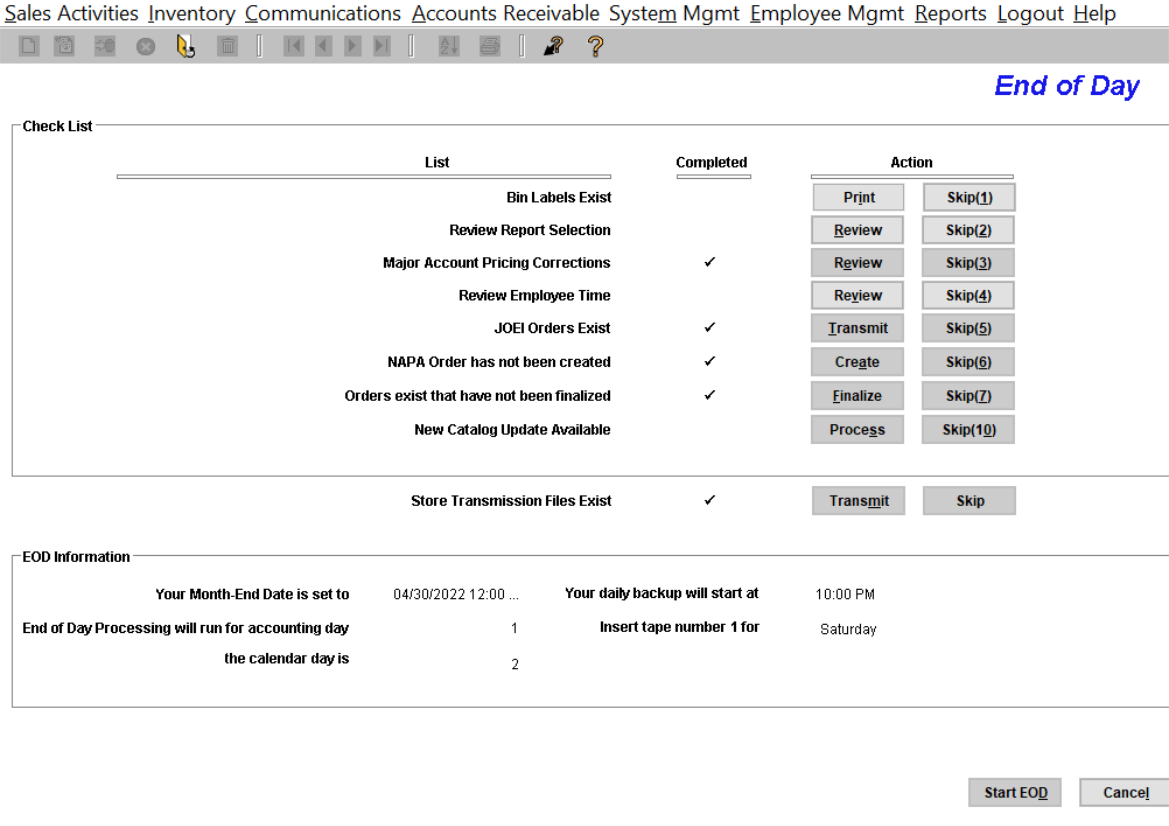 Sales Activities Inventory Communications Accounts Receivable System Mgmt Employee Mgmt Reports Logout Help
End of Day
Check List
List Completed Action
Bin Labels Exist Print Skip(1)
Review Report Selection Review Skip(2)
Major Account Pricing Corrections ✓ Review Skip(3)
Review Employee Time Review Skip(4)
JOEI Orders Exist ✓ Transmit Skip(5)
NAPA Order has not been created ✓ Create Skip(6)
Orders exist that have not been finalized ✓ Finalize Skip(7)
New Catalog Update Available Process Skip(10)
Store Transmission Files Exist ✓ Transmit Skip
EOD Information
Your Month-End Date is set to 04/30/2022 12:00 ... Your daily backup will start at 10:00 PM
End of Day Processing will run for accounting day 1 Insert tape number 1 for Saturday
the calendar day is 2
Start EOD Cancel